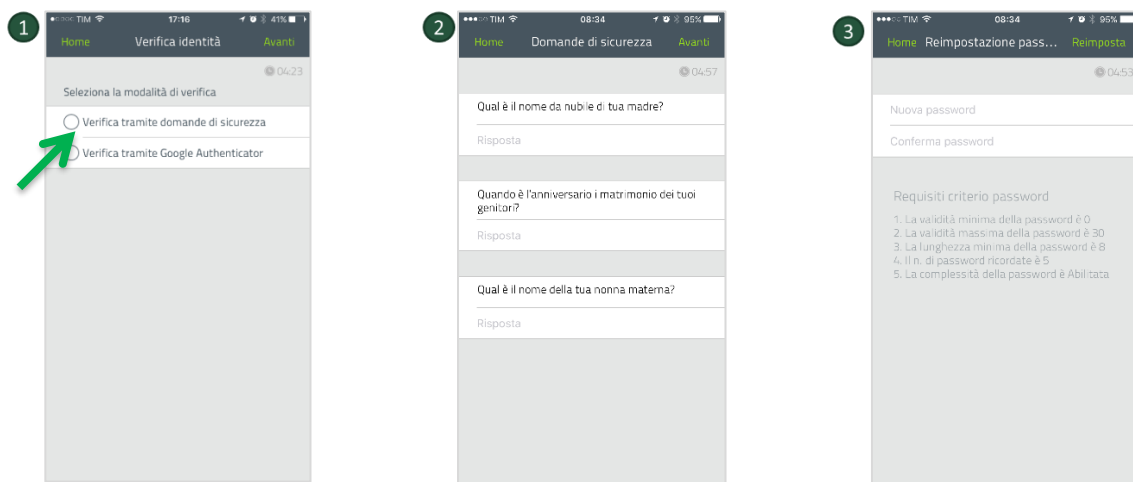 1
TIM 17:16 41%
Home Verifica identità Avanti
04:23
Seleziona la modalità di verifica
Verifica tramite domande di sicurezza
Verifica tramite Google Authenticator
2
TIM 08:34 95%
Home Domande di sicurezza Avanti
04:57
Qual è il nome da nubile di tua madre?
Risposta
Quando è l'anniversario i matrimonio dei tuoi
genitori?
Risposta
Qual è il nome della tua nonna materna?
Risposta
3
TIM 08:34 95%
Home Reimpostazione pass... Reimposta
04:53
Nuova password
Conferma password
Requisiti criterio password
1. La validità minima della password è 0
2. La validità massima della password è 30
3. La lunghezza minima della password è 8
4. Il n. di password ricordate è 5
5. La complessità della password è Abilitata